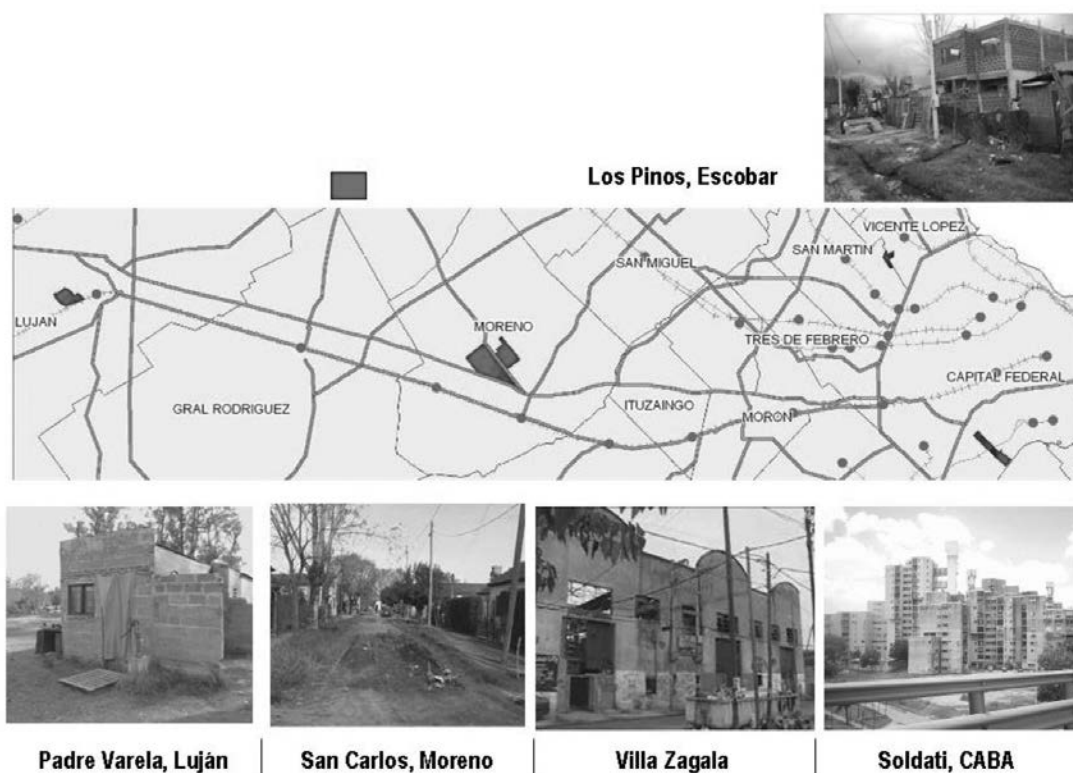 Los Pinos, Escobar
VICENTE LOPEZ
SAN MARTIN
SAN MIGUEL
LUJAN
MORENO
TRES DE FEBRERO
CAPITAL FEDERAL
GRAL RODRIGUEZ
ITUZAINGO
MORON
Padre Varela, Luján
San Carlos, Moreno
Villa Zagala
Soldati, CABA